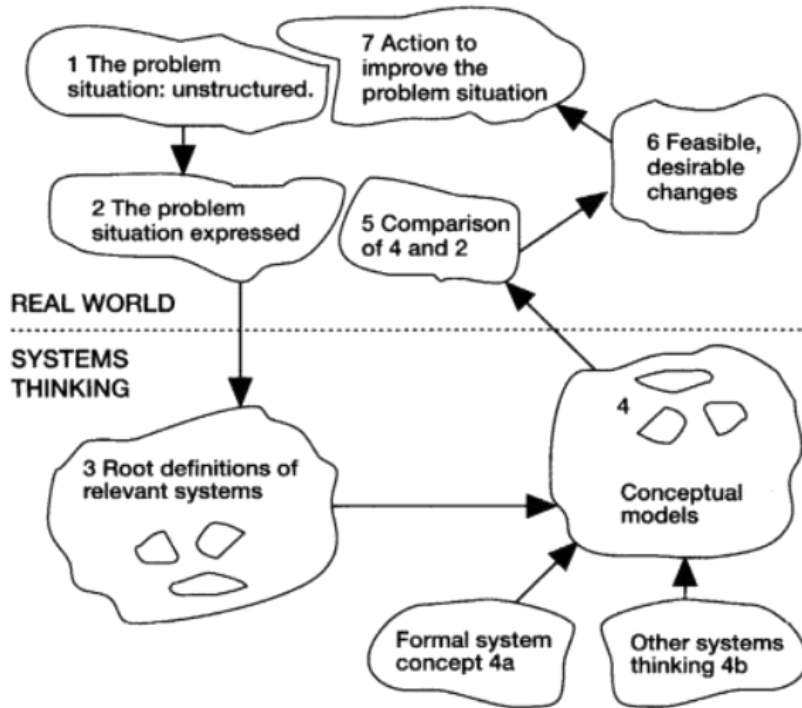 1 The problem
situation: unstructured.
7 Action to
improve the
problem situation
6 Feasible,
desirable
changes
2 The problem
situation expressed
5 Comparison
of 4 and 2
REAL WORLD
SYSTEMS
THINKING
3 Root definitions of
relevant systems
4
Conceptual
models
Formal system
concept 4a
Other systems
thinking 4b